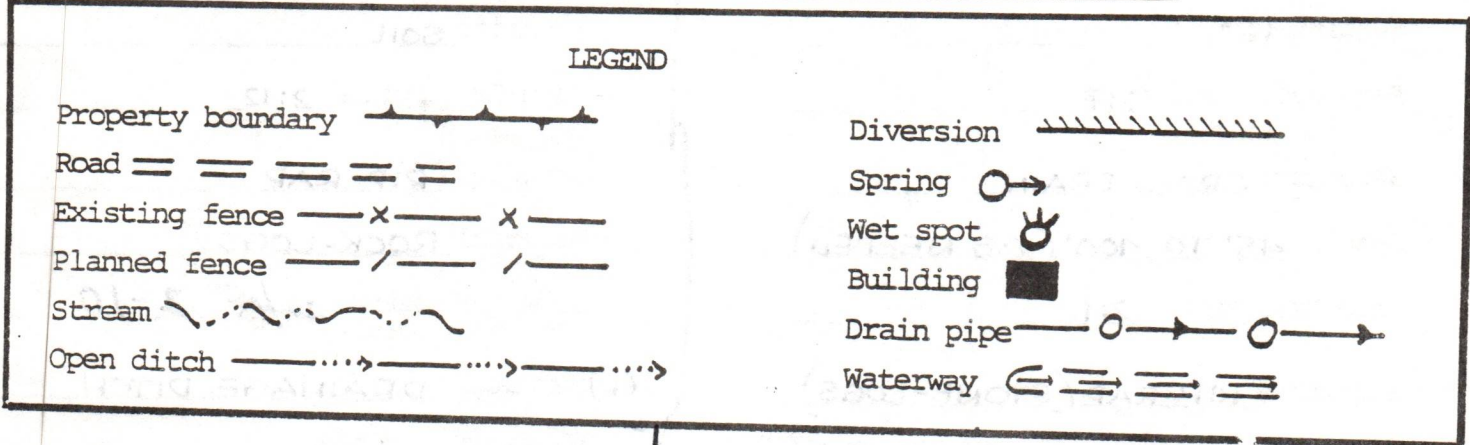 LEGEND
Property boundary
Road
Existing fence
Planned fence
Stream
Open ditch
Diversion
Spring
Wet spot
Building
Drain pipe
Waterway